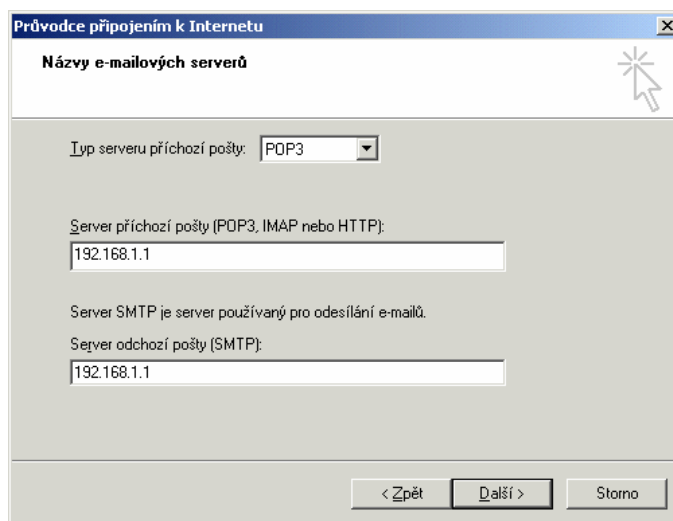 Průvodce připojením k Internetu
Názvy e-mailových serverů
Typ serveru příchozí pošty: POP3
Server příchozí pošty (POP3, IMAP nebo HTTP):
192.168.1.1
Server SMTP je server používaný pro odesílání e-mailů.
Server odchozí pošty (SMTP):
192.168.1.1
< Zpět Další > Storno